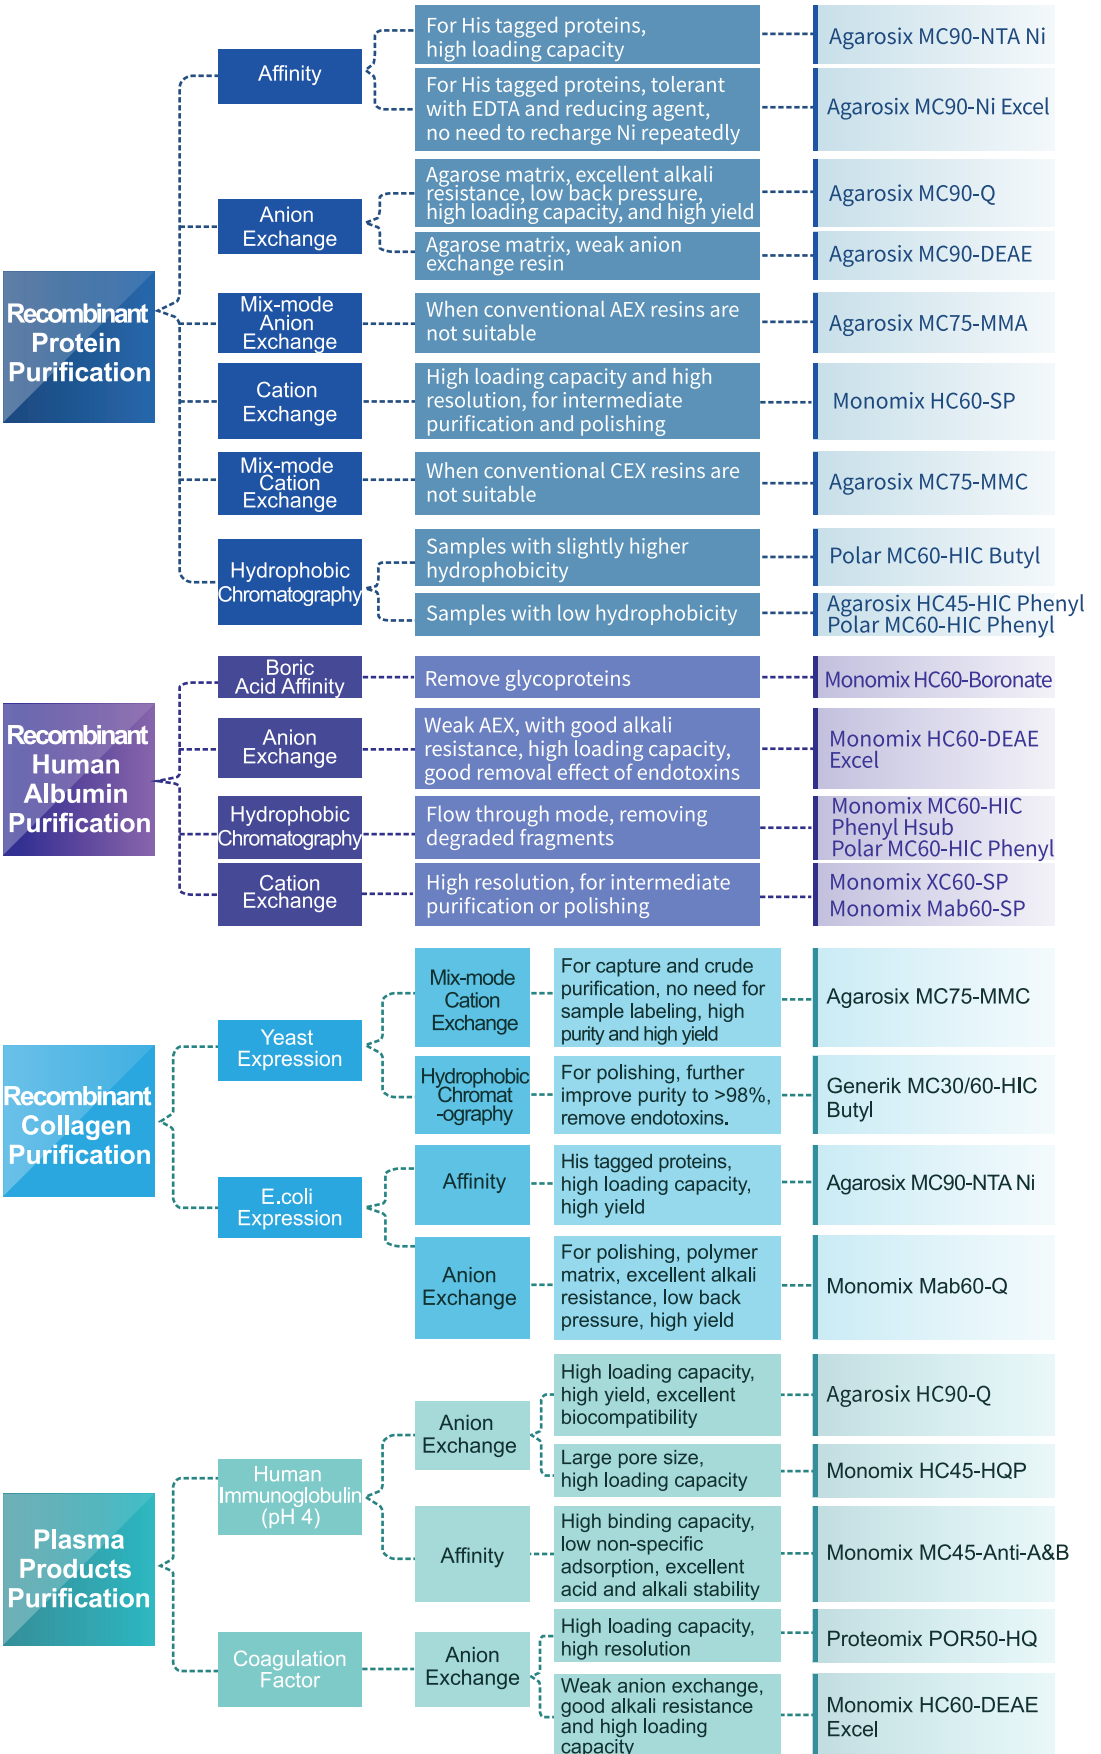 Recombinant
Protein
Purification
Affinity
For His tagged proteins,
high loading capacity
Agarosix MC90-NTA Ni
For His tagged proteins, tolerant
with EDTA and reducing agent,
no need to recharge Ni repeatedly
Agarosix MC90-Ni Excel
Anion
Exchange
Agarose matrix, excellent alkali
resistance, low back pressure,
high loading capacity, and high yield
Agarosix MC90-Q
Agarose matrix, weak anion
exchange resin
Agarosix MC90-DEAE
Mix-mode
Anion
Exchange
When conventional AEX resins are
not suitable
Agarosix MC75-MMA
Cation
Exchange
High loading capacity and high
resolution, for intermediate
purification and polishing
Monomix HC60-SP
Mix-mode
Cation
Exchange
When conventional CEX resins are
not suitable
Agarosix MC75-MMC
Hydrophobic
Chromatography
Samples with slightly higher
hydrophobicity
Polar MC60-HIC Butyl
Samples with low hydrophobicity
Agarosix HC45-HIC Phenyl
Polar MC60-HIC Phenyl
Recombinant
Human
Albumin
Purification
Boric
Acid Affinity
Remove glycoproteins
Monomix HC60-Boronate
Anion
Exchange
Weak AEX, with good alkali
resistance, high loading capacity,
good removal effect of endotoxins
Monomix HC60-DEAE
Excel
Hydrophobic
Chromatography
Flow through mode, removing
degraded fragments
Monomix MC60-HIC
Phenyl Hsub
Polar MC60-HIC Phenyl
Cation
Exchange
High resolution, for intermediate
purification or polishing
Monomix XC60-SP
Monomix Mab60-SP
Recombinant
Collagen
Purification
Yeast
Expression
Mix-mode
Cation
Exchange
For capture and crude
purification, no need for
sample labeling, high
purity and high yield
Agarosix MC75-MMC
Hydrophobic
Chromat
-ography
For polishing, further
improve purity to >98%,
remove endotoxins.
Generik MC30/60-HIC
Butyl
E.coli
Expression
Affinity
His tagged proteins,
high loading capacity,
high yield
Agarosix MC90-NTA Ni
Anion
Exchange
For polishing, polymer
matrix, excellent alkali
resistance, low back
pressure, high yield
Monomix Mab60-Q
Plasma
Products
Purification
Human
Immunoglobulin
(pH 4)
Anion
Exchange
High loading capacity,
high yield, excellent
biocompatibility
Agarosix HC90-Q
Large pore size,
high loading capacity
Monomix HC45-HQP
Affinity
High binding capacity,
low non-specific
adsorption, excellent
acid and alkali stability
Monomix MC45-Anti-A&B
Coagulation
Factor
Anion
Exchange
High loading capacity,
high resolution
Proteomix POR50-HQ
Weak anion exchange,
good alkali resistance
and high loading
capacity
Monomix HC60-DEAE
Excel